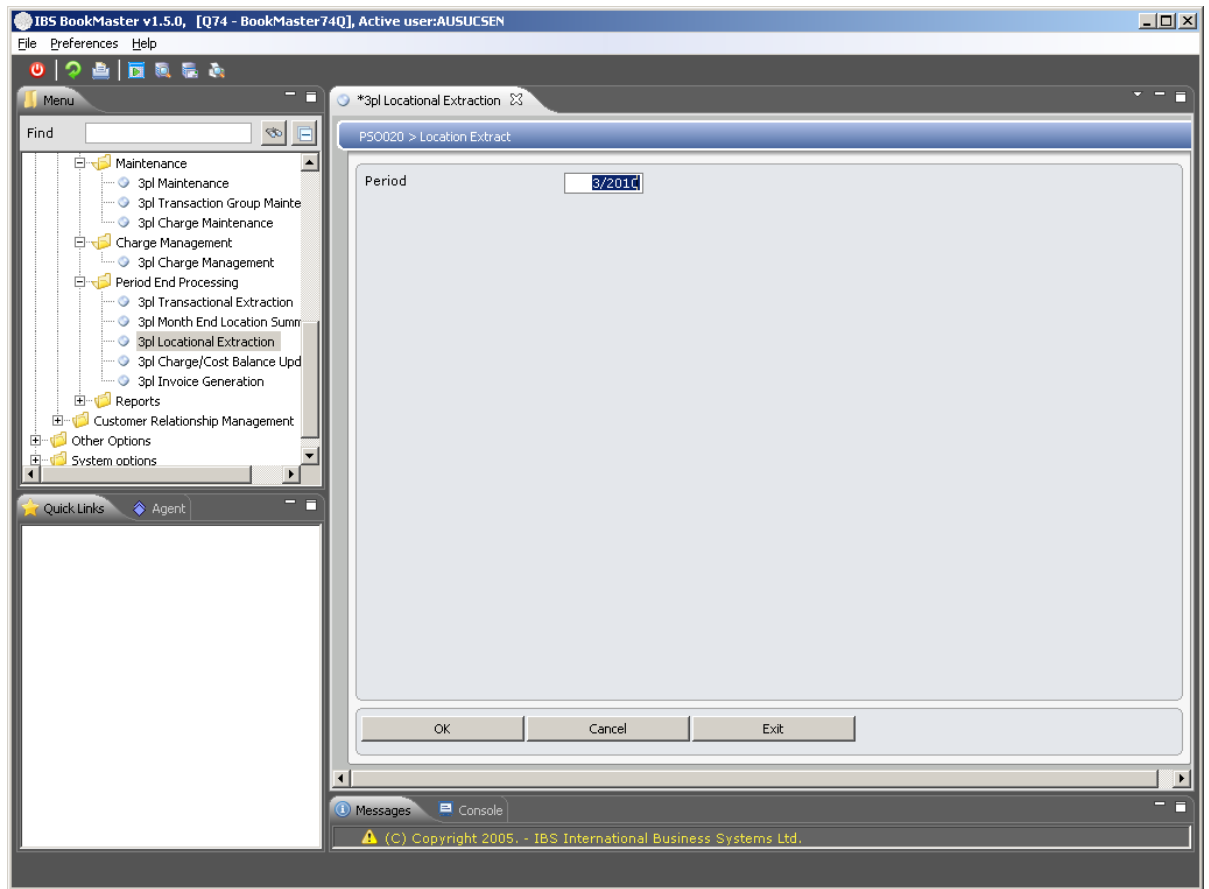 IBS BookMaster v1.5.0, [Q74 - BookMaster74Q], Active user:AUSUCSEN
File Preferences Help
Menu
Find
Maintenance
3pl Maintenance
3pl Transaction Group Mainte
3pl Charge Maintenance
Charge Management
3pl Charge Management
Period End Processing
3pl Transactional Extraction
3pl Month End Location Summ
3pl Locational Extraction
3pl Charge/Cost Balance Upd
3pl Invoice Generation
Reports
Customer Relationship Management
Other Options
System options
Quick Links Agent
*3pl Locational Extraction
PSO020 > Location Extract
Period 3/2010
OK Cancel Exit
Messages Console
(C) Copyright 2005. - IBS International Business Systems Ltd.